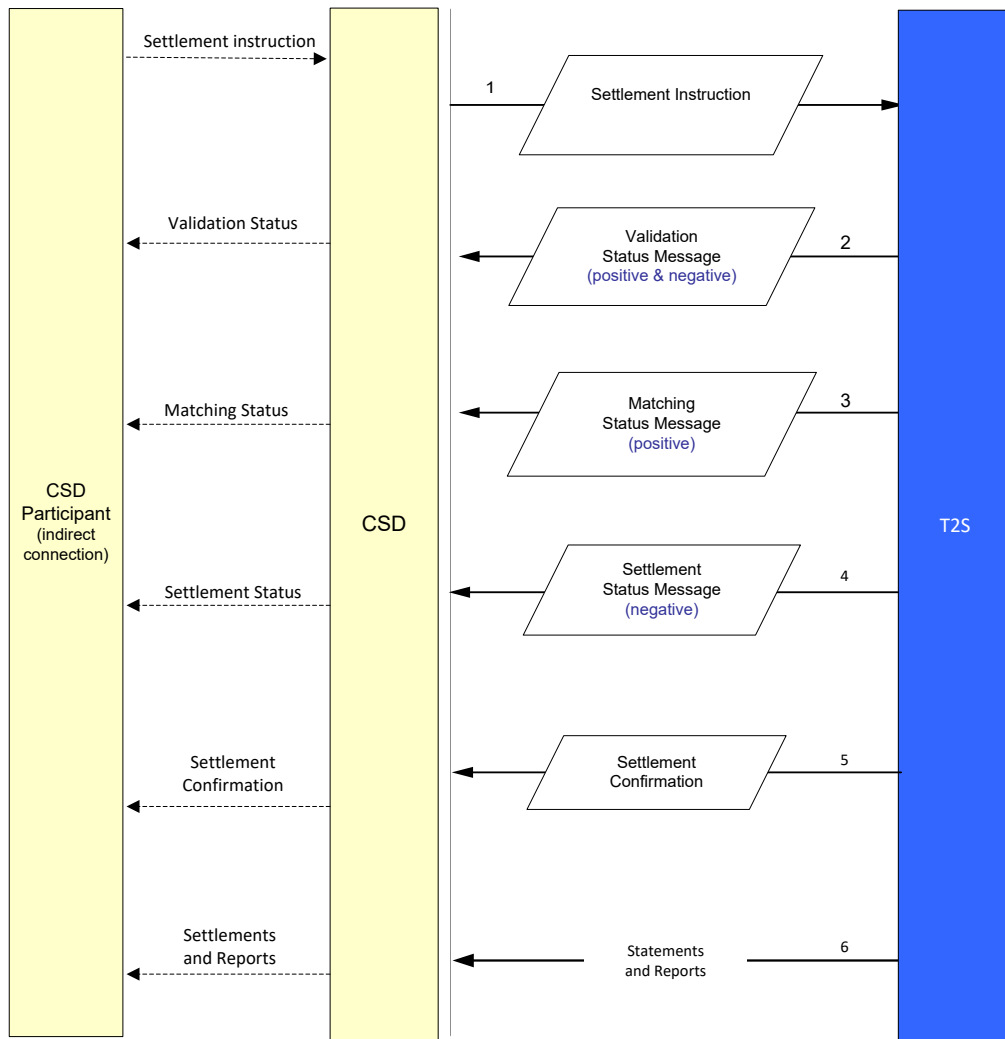 Settlement instruction
1
Settlement Instruction
Validation Status
Validation
Status Message
(positive & negative)
2
Matching Status
Matching
Status Message
(positive)
3
CSD
Participant
(indirect
connection)
CSD
T2S
Settlement Status
Settlement
Status Message
(negative)
4
Settlement
Confirmation
Settlement
Confirmation
5
Settlements
and Reports
Statements
and Reports
6